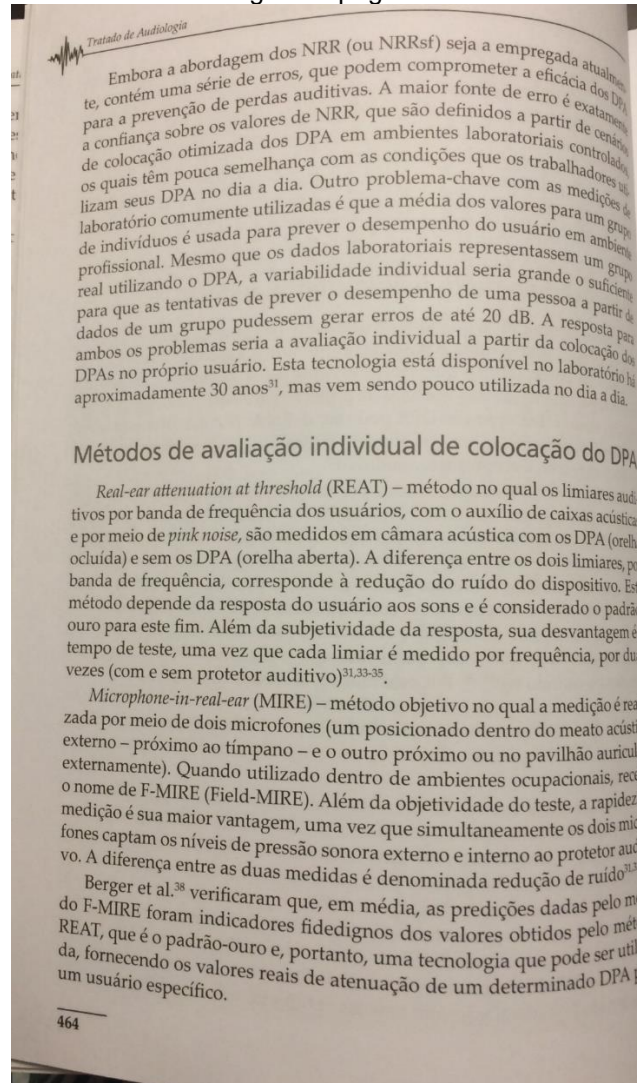 Tratado de Audiologia
Embora a abordagem dos NRR (ou NRRsf) seja a empregada atualmen
te, contém uma série de erros, que podem comprometer a eficácia dos DPA
para a prevenção de perdas auditivas. A maior fonte de erro é exatamente
a confiança sobre os valores de NRR, que são definidos a partir de cenários
de colocação otimizada dos DPA em ambientes laboratoriais controlados,
os quais têm pouca semelhança com as condições que os trabalhadores uti
lizam seus DPA no dia a dia. Outro problema-chave com as medições de
laboratório comumente utilizadas é que a média dos valores para um grupo
de indivíduos é usada para prever o desempenho do usuário em ambiente
profissional. Mesmo que os dados laboratoriais representassem um grupo
real utilizando o DPA, a variabilidade individual seria grande o suficiente
para que as tentativas de prever o desempenho de uma pessoa a partir de
dados de um grupo pudessem gerar erros de até 20 dB. A resposta para
ambos os problemas seria a avaliação individual a partir da colocação dos
DPAs no próprio usuário. Esta tecnologia está disponível no laboratório há
aproximadamente 30 anos³¹, mas vem sendo pouco utilizada no dia a dia.
Métodos de avaliação individual de colocação do DPA
Real-ear attenuation at threshold (REAT) – método no qual os limiares audi
tivos por banda de frequência dos usuários, com o auxílio de caixas acústica
e por meio de pink noise, são medidos em câmara acústica com os DPA (orelh
ocluída) e sem os DPA (orelha aberta). A diferença entre os dois limiares, po
banda de frequência, corresponde à redução do ruído do dispositivo. Est
método depende da resposta do usuário aos sons e é considerado o padrão
ouro para este fim. Além da subjetividade da resposta, sua desvantagem é
tempo de teste, uma vez que cada limiar é medido por frequência, por dua
vezes (com e sem protetor auditivo)³¹,³³⁻³⁵.
Microphone-in-real-ear (MIRE) – método objetivo no qual a medição é rea
zada por meio de dois microfones (um posicionado dentro do meato acústi
externo – próximo ao tímpano – e o outro próximo ou no pavilhão auricul
externamente). Quando utilizado dentro de ambientes ocupacionais, rece
o nome de F-MIRE (Field-MIRE). Além da objetividade do teste, a rapidez
medição é sua maior vantagem, uma vez que simultaneamente os dois mic
fones captam os níveis de pressão sonora externo e interno ao protetor aud
vo. A diferença entre as duas medidas é denominada redução de ruído
Berger et al.³⁸ verificaram que, em média, as predições dadas pelo m
do F-MIRE foram indicadores fidedignos dos valores obtidos pelo mét
REAT, que é o padrão-ouro e, portanto, uma tecnologia que pode ser util
da, fornecendo os valores reais de atenuação de um determinado DPA p
um usuário específico.
464